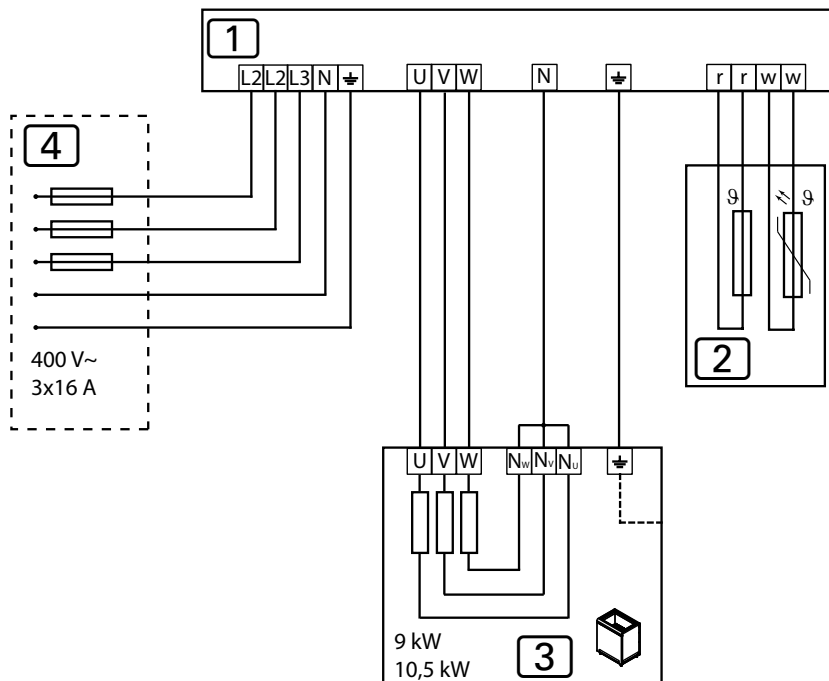 1
L2 L2 L3 N ⏚ U V W N ⏚ r r w w
4
ϑ ϑ
2
400 V~
3x16 A
U V W NW NV NU ⏚
9 kW
10,5 kW
3